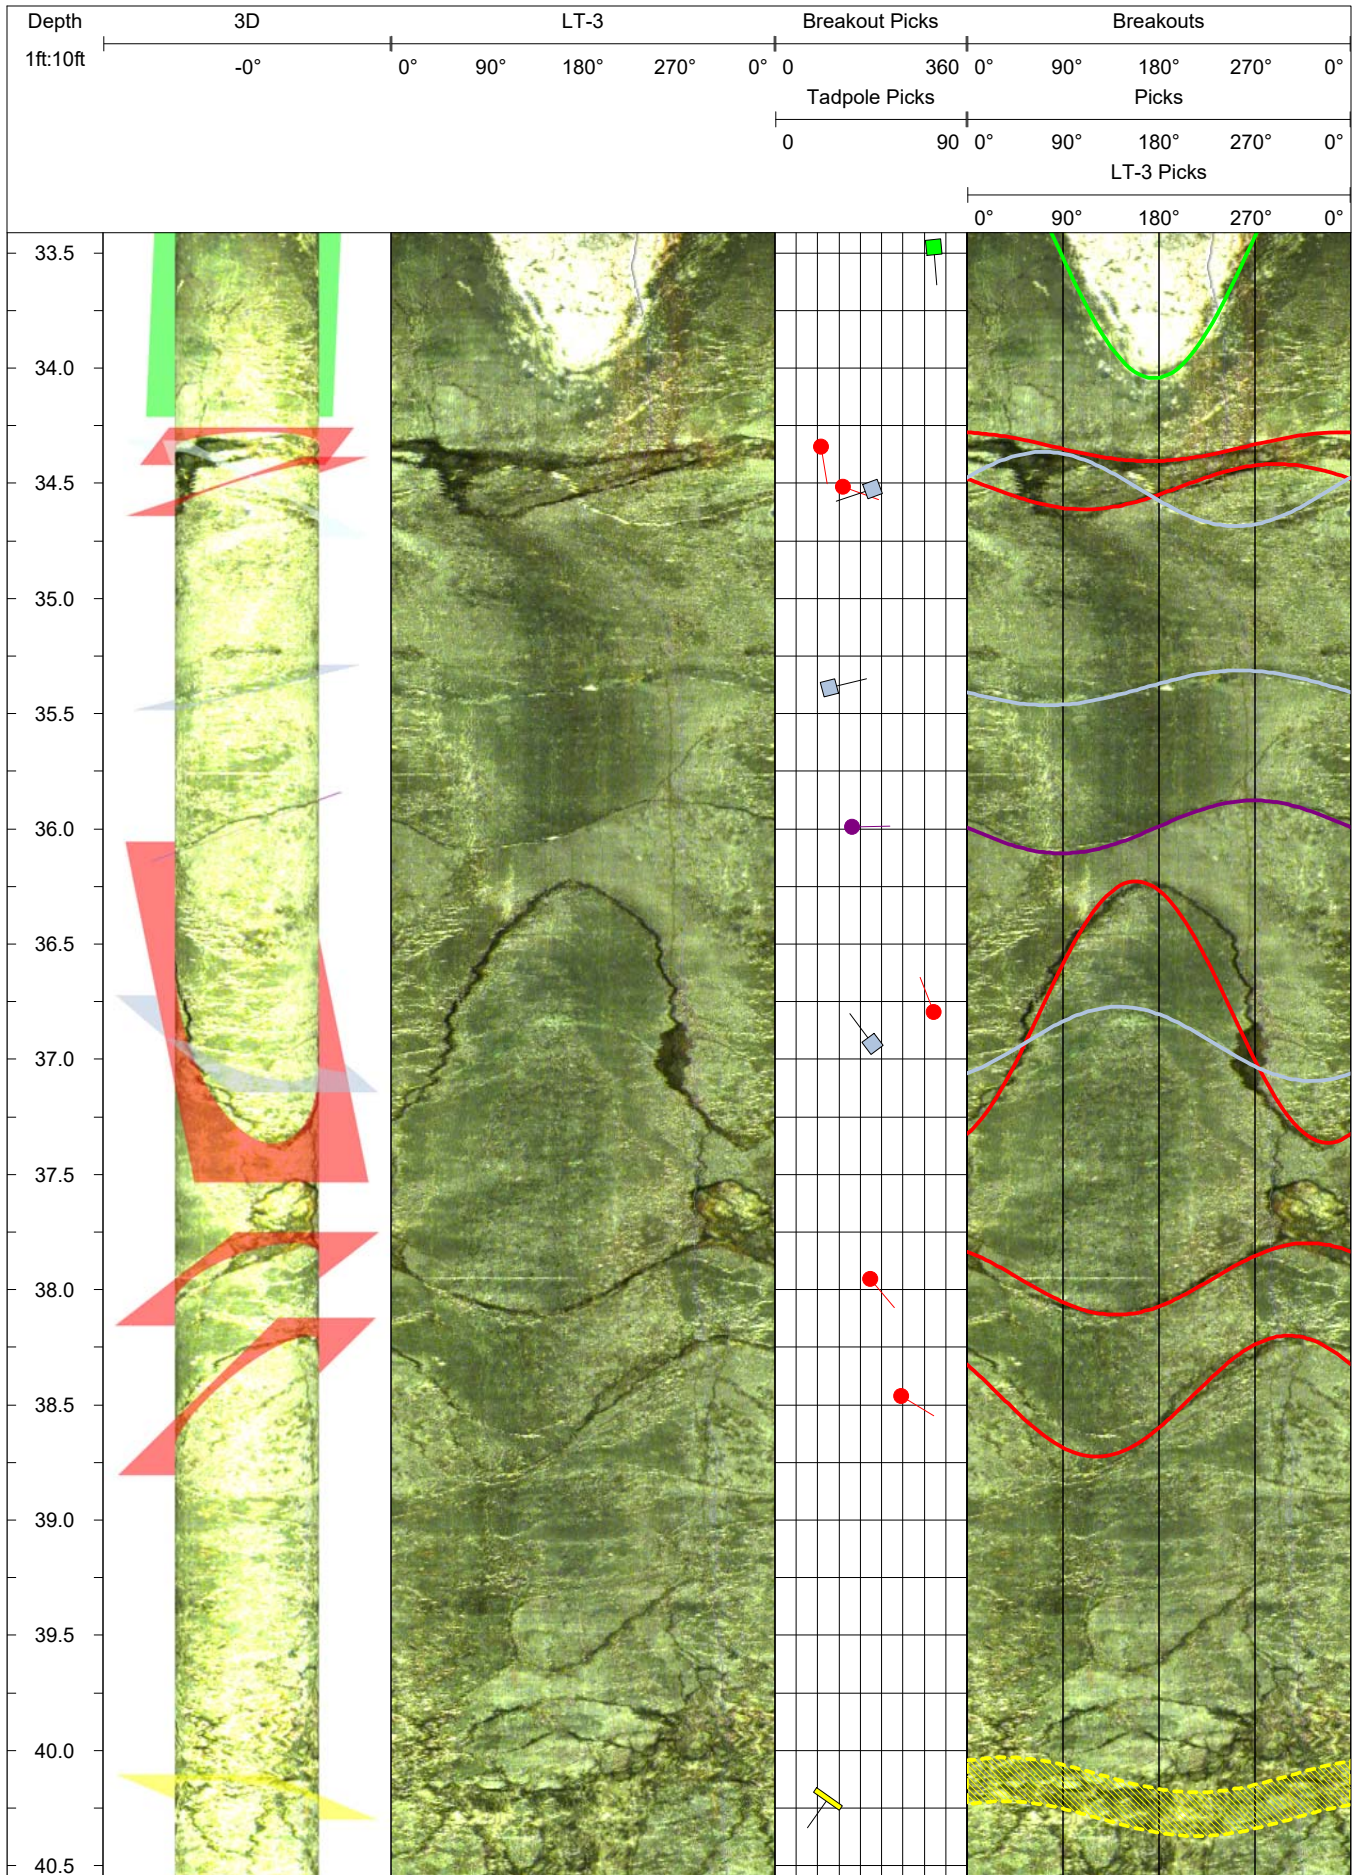 Depth 3D LT-3 Breakout Picks Breakouts
1ft:10ft -0° 0° 90° 180° 270° 0° 0 360 0° 90° 180° 270° 0°
Tadpole Picks Picks
0 90 0° 90° 180° 270° 0°
LT-3 Picks
0° 90° 180° 270° 0°
33.5
34.0
34.5
35.0
35.5
36.0
36.5
37.0
37.5
38.0
38.5
39.0
39.5
40.0
40.5